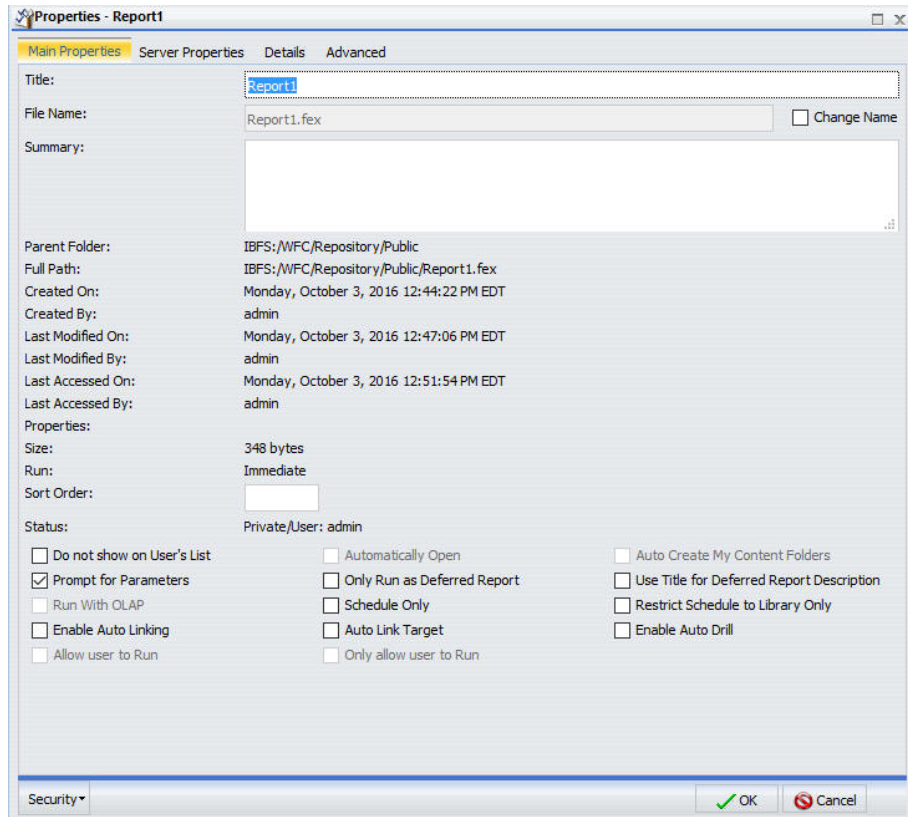 Properties - Report1
Main Properties Server Properties Details Advanced
Title: Report1
File Name: Report1.fex Change Name
Summary:
Parent Folder: IBFS:/WFC/Repository/Public
Full Path: IBFS:/WFC/Repository/Public/Report1.fex
Created On: Monday, October 3, 2016 12:44:22 PM EDT
Created By: admin
Last Modified On: Monday, October 3, 2016 12:47:06 PM EDT
Last Modified By: admin
Last Accessed On: Monday, October 3, 2016 12:51:54 PM EDT
Last Accessed By: admin
Properties:
Size: 348 bytes
Run: Immediate
Sort Order:
Status: Private/User: admin
Do not show on User's List Automatically Open Auto Create My Content Folders
Prompt for Parameters Only Run as Deferred Report Use Title for Deferred Report Description
Run With OLAP Schedule Only Restrict Schedule to Library Only
Enable Auto Linking Auto Link Target Enable Auto Drill
Allow user to Run Only allow user to Run
Security OK Cancel